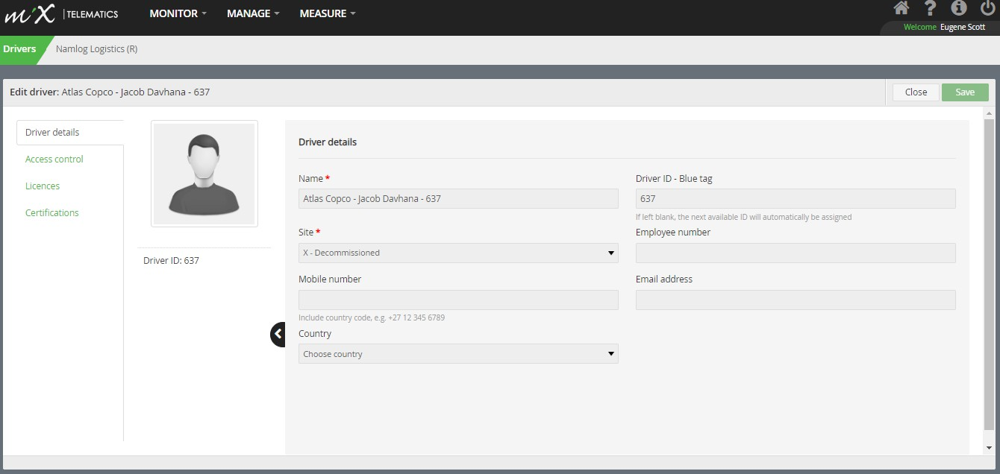 m'X | TELEMATICS MONITOR MANAGE MEASURE
Welcome Eugene Scott
Drivers Namlog Logistics (R)
Edit driver: Atlas Copco - Jacob Davhana - 637 Close Save
Driver details
Access control
Licences
Certifications
Driver ID: 637
Driver details
Name *
Atlas Copco - Jacob Davhana - 637
Driver ID - Blue tag
637
If left blank, the next available ID will automatically be assigned
Site *
X - Decommissioned
Employee number
Mobile number
Include country code, e.g. +27 12 345 6789
Email address
Country
Choose country